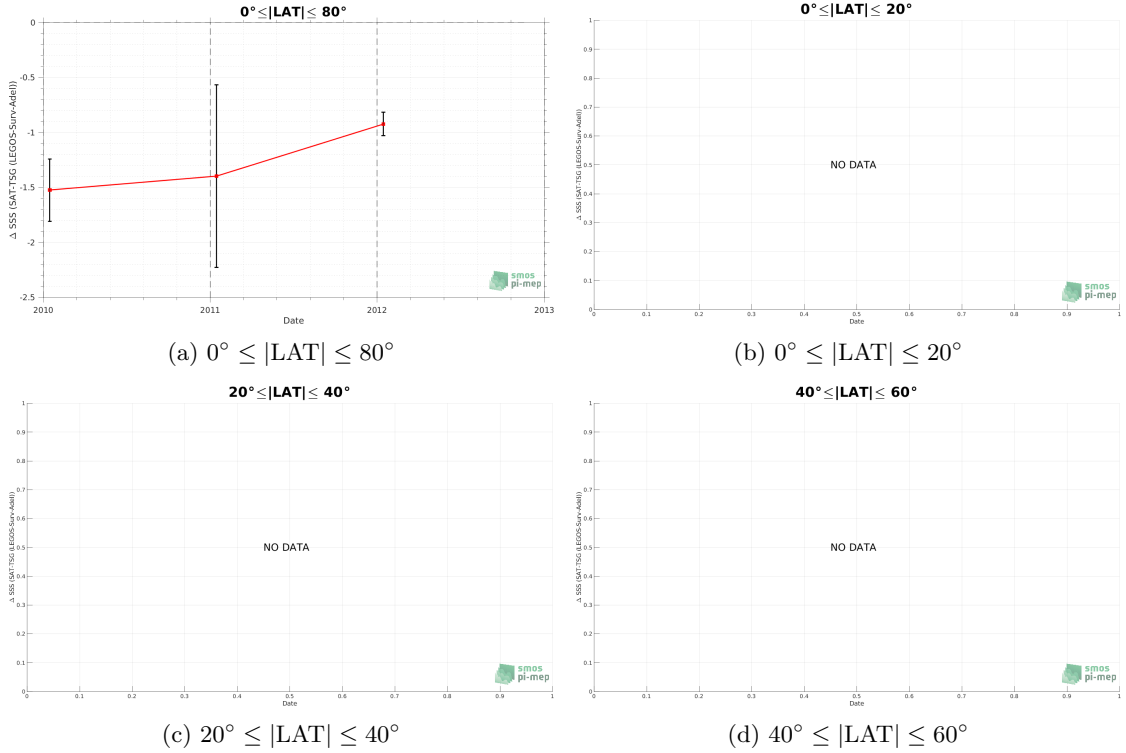 0°≤|LAT|≤ 80°
Δ SSS (SAT-TSG (LEGOS-Surv-Adel))
0
-0.5
-1
-1.5
-2
-2.5
2010 2011 2012 2013
Date
smos
pi-mep
(a) 0° ≤ |LAT| ≤ 80°
0°≤|LAT|≤ 20°
Δ SSS (SAT-TSG (LEGOS-Surv-Adel))
1
0.9
0.8
0.7
0.6
0.5
0.4
0.3
0.2
0.1
0
NO DATA
0 0.1 0.2 0.3 0.4 0.5 0.6 0.7 0.8 0.9 1
Date
smos
pi-mep
(b) 0° ≤ |LAT| ≤ 20°
20°≤|LAT|≤ 40°
Δ SSS (SAT-TSG (LEGOS-Surv-Adel))
1
0.9
0.8
0.7
0.6
0.5
0.4
0.3
0.2
0.1
0
NO DATA
0 0.1 0.2 0.3 0.4 0.5 0.6 0.7 0.8 0.9 1
Date
smos
pi-mep
(c) 20° ≤ |LAT| ≤ 40°
40°≤|LAT|≤ 60°
Δ SSS (SAT-TSG (LEGOS-Surv-Adel))
1
0.9
0.8
0.7
0.6
0.5
0.4
0.3
0.2
0.1
0
NO DATA
0 0.1 0.2 0.3 0.4 0.5 0.6 0.7 0.8 0.9 1
Date
smos
pi-mep
(d) 40° ≤ |LAT| ≤ 60°